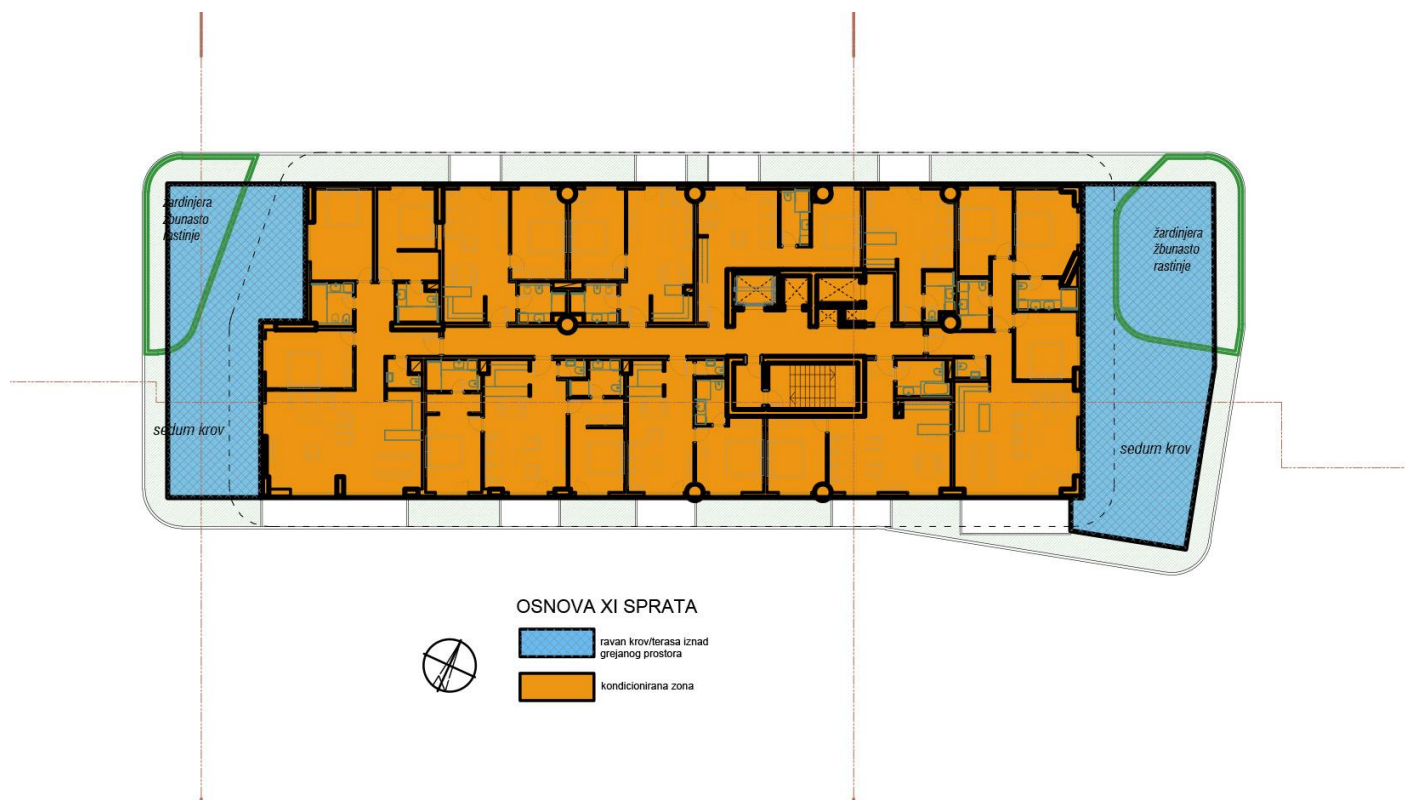 žardinjera
žbunasto
rastinje
žardinjera
žbunasto
rastinje
sedum krov
sedum krov
OSNOVA XI SPRATA
ravan krov/terasa iznad
grejanog prostora
kondicionirana zona